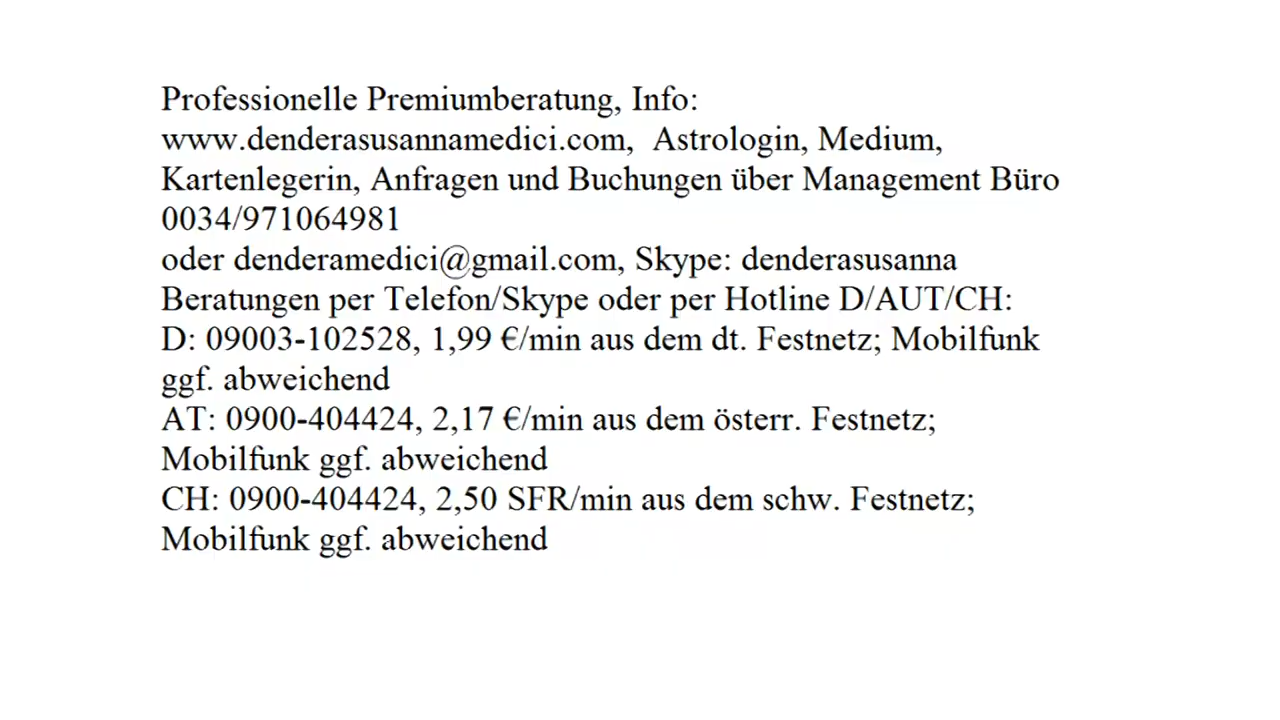 Professionelle Premiumberatung, Info:
www.denderasusannamedici.com,  Astrologin, Medium,
Kartenlegerin, Anfragen und Buchungen über Management Büro
0034/971064981
oder denderamedici@gmail.com, Skype: denderasusanna
Beratungen per Telefon/Skype oder per Hotline D/AUT/CH:
D: 09003-102528, 1,99 €/min aus dem dt. Festnetz; Mobilfunk
ggf. abweichend
AT: 0900-404424, 2,17 €/min aus dem österr. Festnetz;
Mobilfunk ggf. abweichend
CH: 0900-404424, 2,50 SFR/min aus dem schw. Festnetz;
Mobilfunk ggf. abweichend